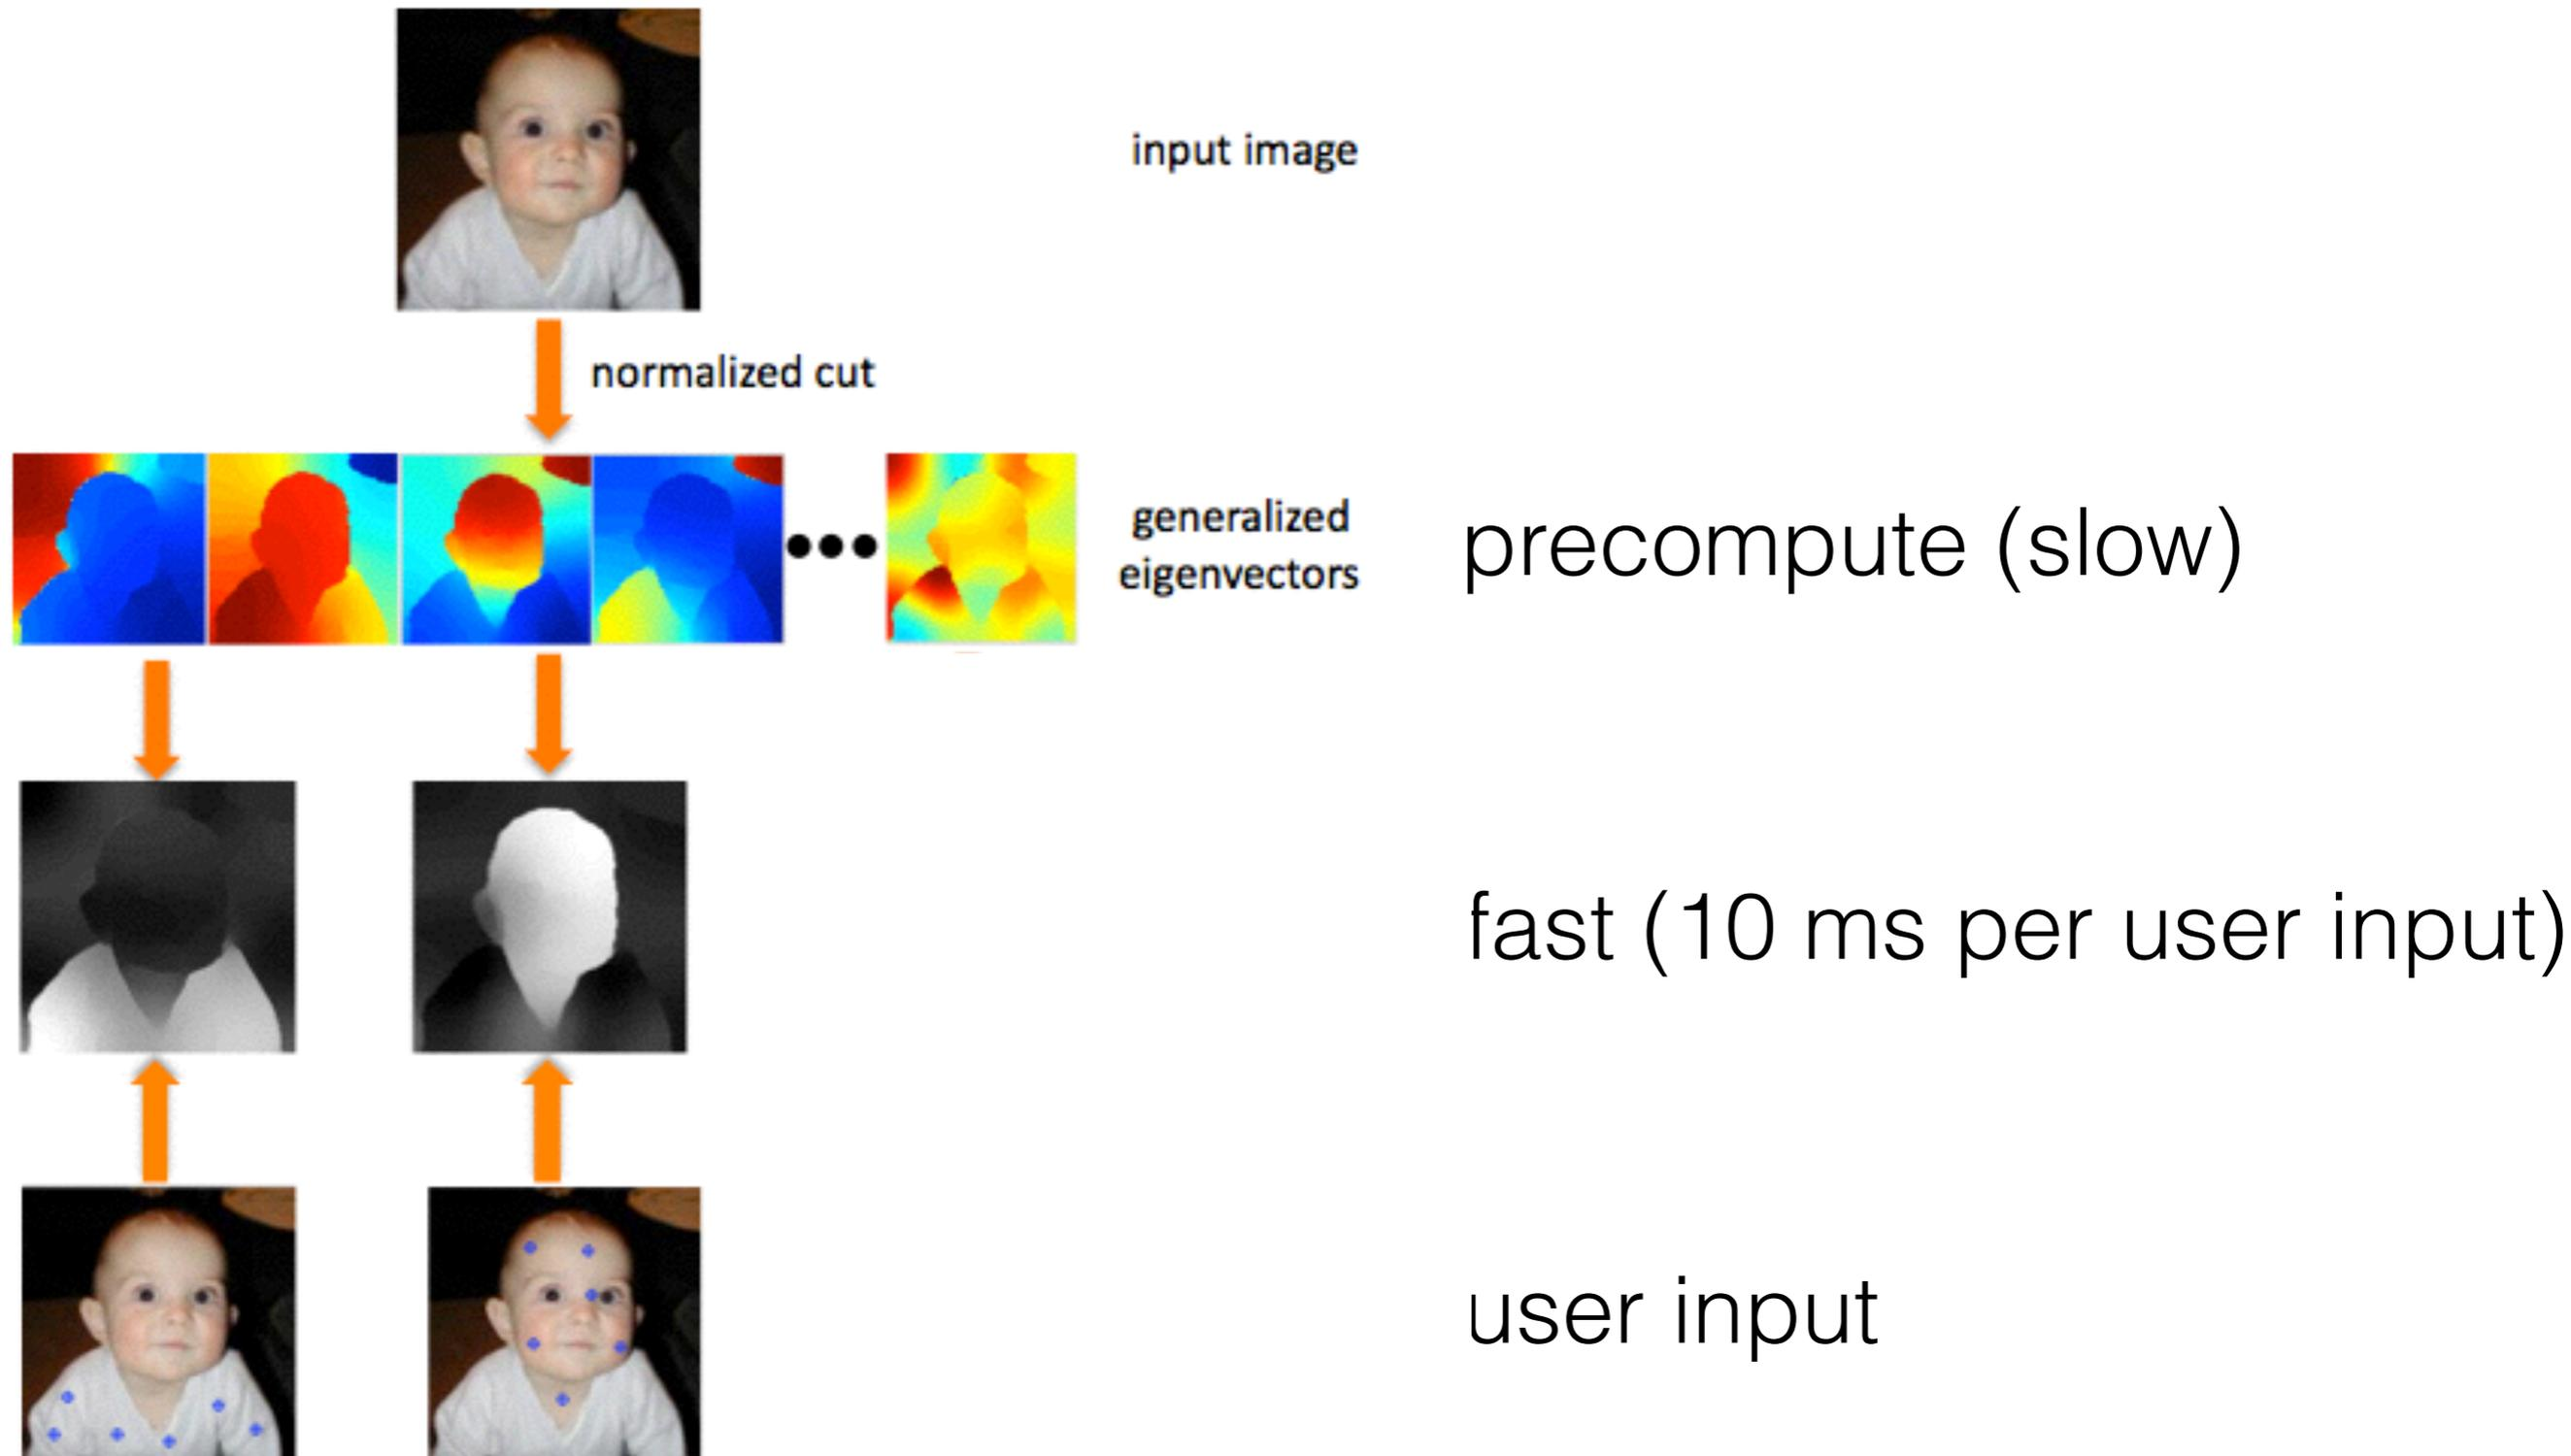 input image
normalized cut
generalized
eigenvectors
precompute (slow)
fast (10 ms per user input)
user input